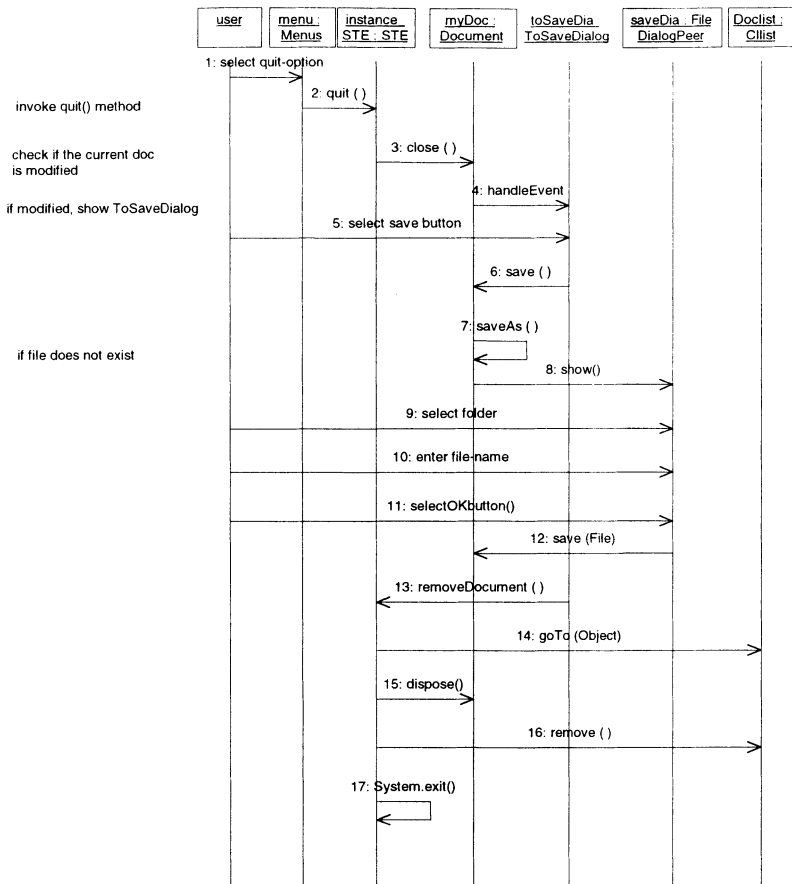 user
menu :
Menus
instance_
STE : STE
myDoc :
Document
toSaveDia
ToSaveDialog
saveDia : File
DialogPeer
Doclist :
Cllist
1: select quit-option
2: quit ( )
invoke quit() method
3: close ( )
check if the current doc
is modified
4: handleEvent
if modified, show ToSaveDialog
5: select save button
6: save ( )
7: saveAs ( )
if file does not exist
8: show()
9: select folder
10: enter file-name
11: selectOKbutton()
12: save (File)
13: removeDocument ( )
14: goTo (Object)
15: dispose()
16: remove ( )
17: System.exit()